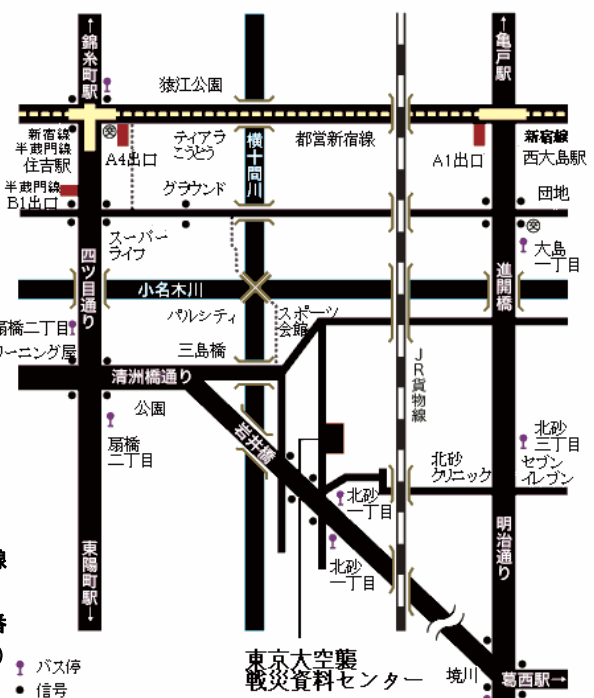 ↑錦糸町駅
↑亀戸駅
猿江公園
新宿線
半蔵門線
住吉駅
A4出口
ティアラ
こうとう
横十間川
都営新宿線
A1出口
新宿線
西大島駅
半蔵門線
B1出口
グラウンド
団地
スーパー
ライフ
大島
一丁目
四ツ目通り
小名木川
進開橋
扇橋二丁目
パルシティ
スポーツ
会館
ーニング屋
三島橋
JR貨物線
清洲橋通り
公園
扇橋
二丁目
岩井橋
北砂
三丁目
北砂
クリニック
セブン
イレブン
北砂
一丁目
北砂
一丁目
明治通り
東陽町駅↓
線
番
)
バス停
信号
東京大空襲
戦災資料センター
境川
葛西駅→